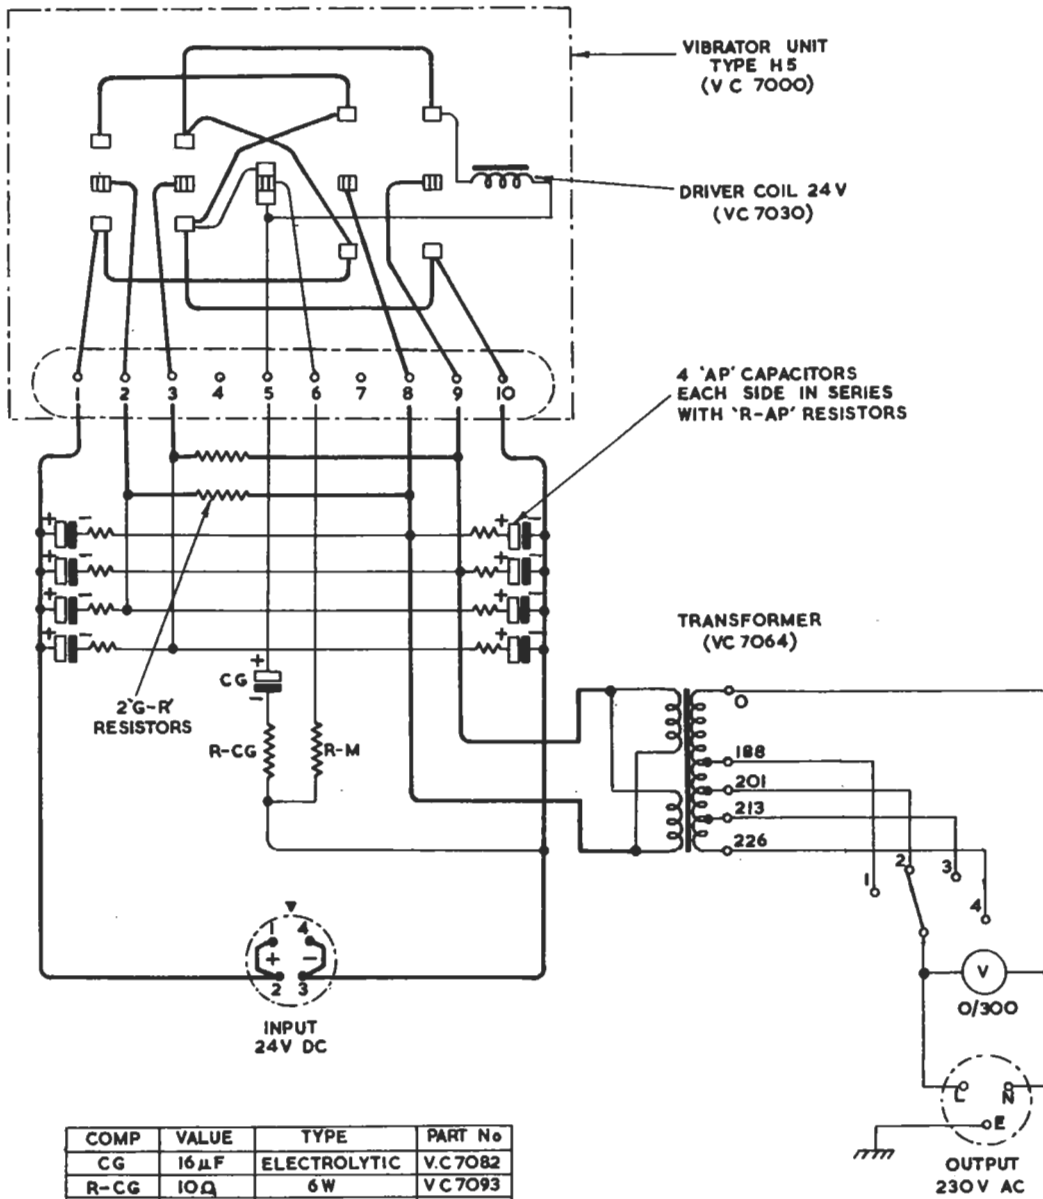 VIBRATOR UNIT
TYPE H5
(VC 7000)
DRIVER COIL 24V
(VC 7030)
1 2 3 4 5 6 7 8 9 10
4 'AP' CAPACITORS
EACH SIDE IN SERIES
WITH 'R-AP' RESISTORS
+ - + -
+ - + -
+ - + -
+ - + -
2 'G-R'
RESISTORS
+
CG
-
R-CG
R-M
TRANSFORMER
(VC 7064)
O
188
201
213
226
1
2
3
4
1 4
+ -
2 3
INPUT
24V DC
V
0/300
L N
E
OUTPUT
230V AC
COMP VALUE TYPE PART No
CG 16µF ELECTROLYTIC V.C 7082
R-CG 10Ω 6W VC 7093